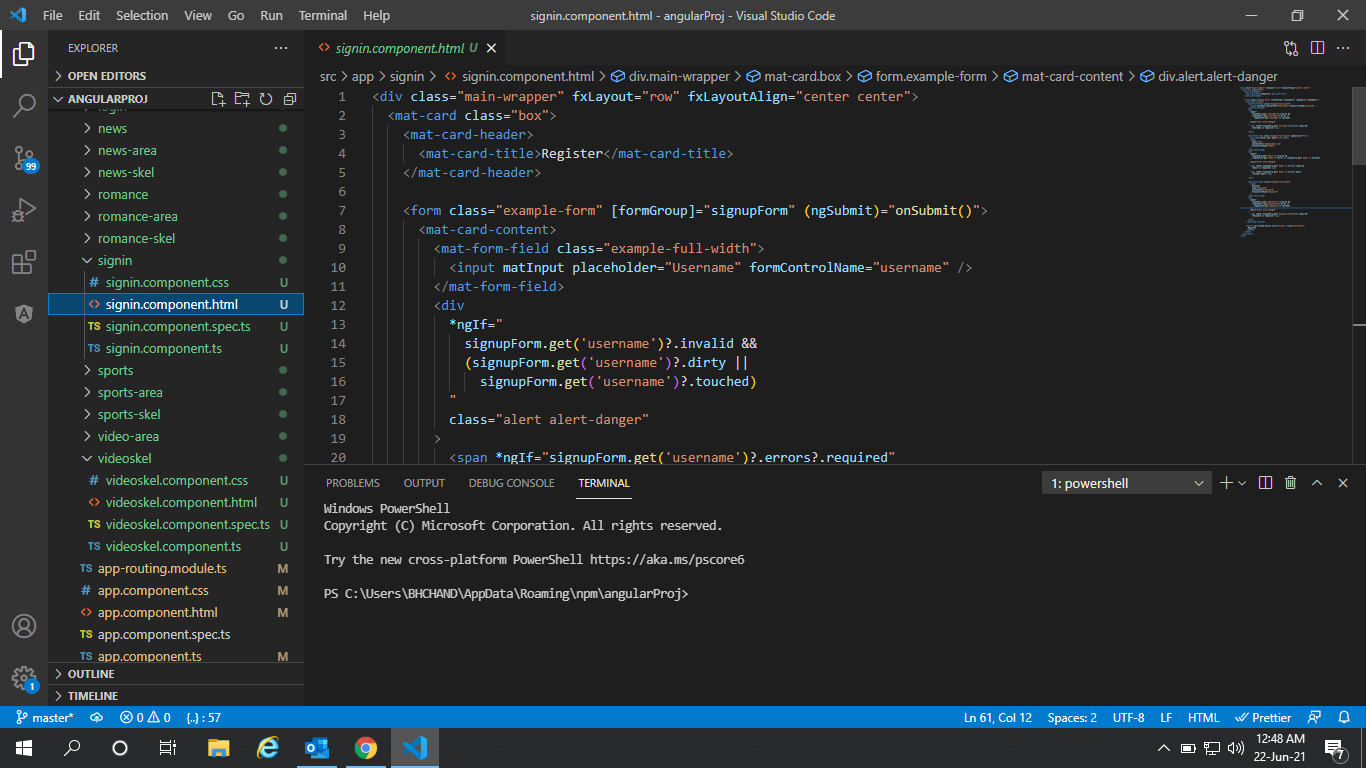 File Edit Selection View Go Run Terminal Help
signin.component.html - angularProj - Visual Studio Code
EXPLORER
OPEN EDITORS
ANGULARPROJ
news
news-area
news-skel
romance
romance-area
romance-skel
signin
# signin.component.css U
<> signin.component.html U
TS signin.component.spec.ts U
TS signin.component.ts U
sports
sports-area
sports-skel
video-area
videoskel
# videoskel.component.css U
<> videoskel.component.html U
TS videoskel.component.spec.ts U
TS videoskel.component.ts U
TS app-routing.module.ts M
# app.component.css M
<> app.component.html M
TS app.component.spec.ts
TS app.component.ts M
OUTLINE
TIMELINE
99
1
<> signin.component.html U
src > app > signin > <> signin.component.html > div.main-wrapper > mat-card.box > form.example-form > mat-card-content > div.alert.alert-danger
1 <div class="main-wrapper" fxLayout="row" fxLayoutAlign="center center">
2 <mat-card class="box">
3 <mat-card-header>
4 <mat-card-title>Register</mat-card-title>
5 </mat-card-header>
6
7 <form class="example-form" [formGroup]="signupForm" (ngSubmit)="onSubmit()">
8 <mat-card-content>
9 <mat-form-field class="example-full-width">
10 <input matInput placeholder="Username" formControlName="username" />
11 </mat-form-field>
12 <div
13 *ngIf="
14 signupForm.get('username')?.invalid &&
15 (signupForm.get('username')?.dirty ||
16 signupForm.get('username')?.touched)
17 "
18 class="alert alert-danger"
19 >
20 <span *ngIf="signupForm.get('username')?.errors?.required"
PROBLEMS OUTPUT DEBUG CONSOLE TERMINAL
1: powershell
Windows PowerShell
Copyright (C) Microsoft Corporation. All rights reserved.
Try the new cross-platform PowerShell https://aka.ms/pscore6
PS C:\Users\BHCHAND\AppData\Roaming\npm\angularProj>
master* 0 0 {..} : 57
Ln 61, Col 12 Spaces: 2 UTF-8 LF HTML Prettier
12:48 AM
22-Jun-21
7